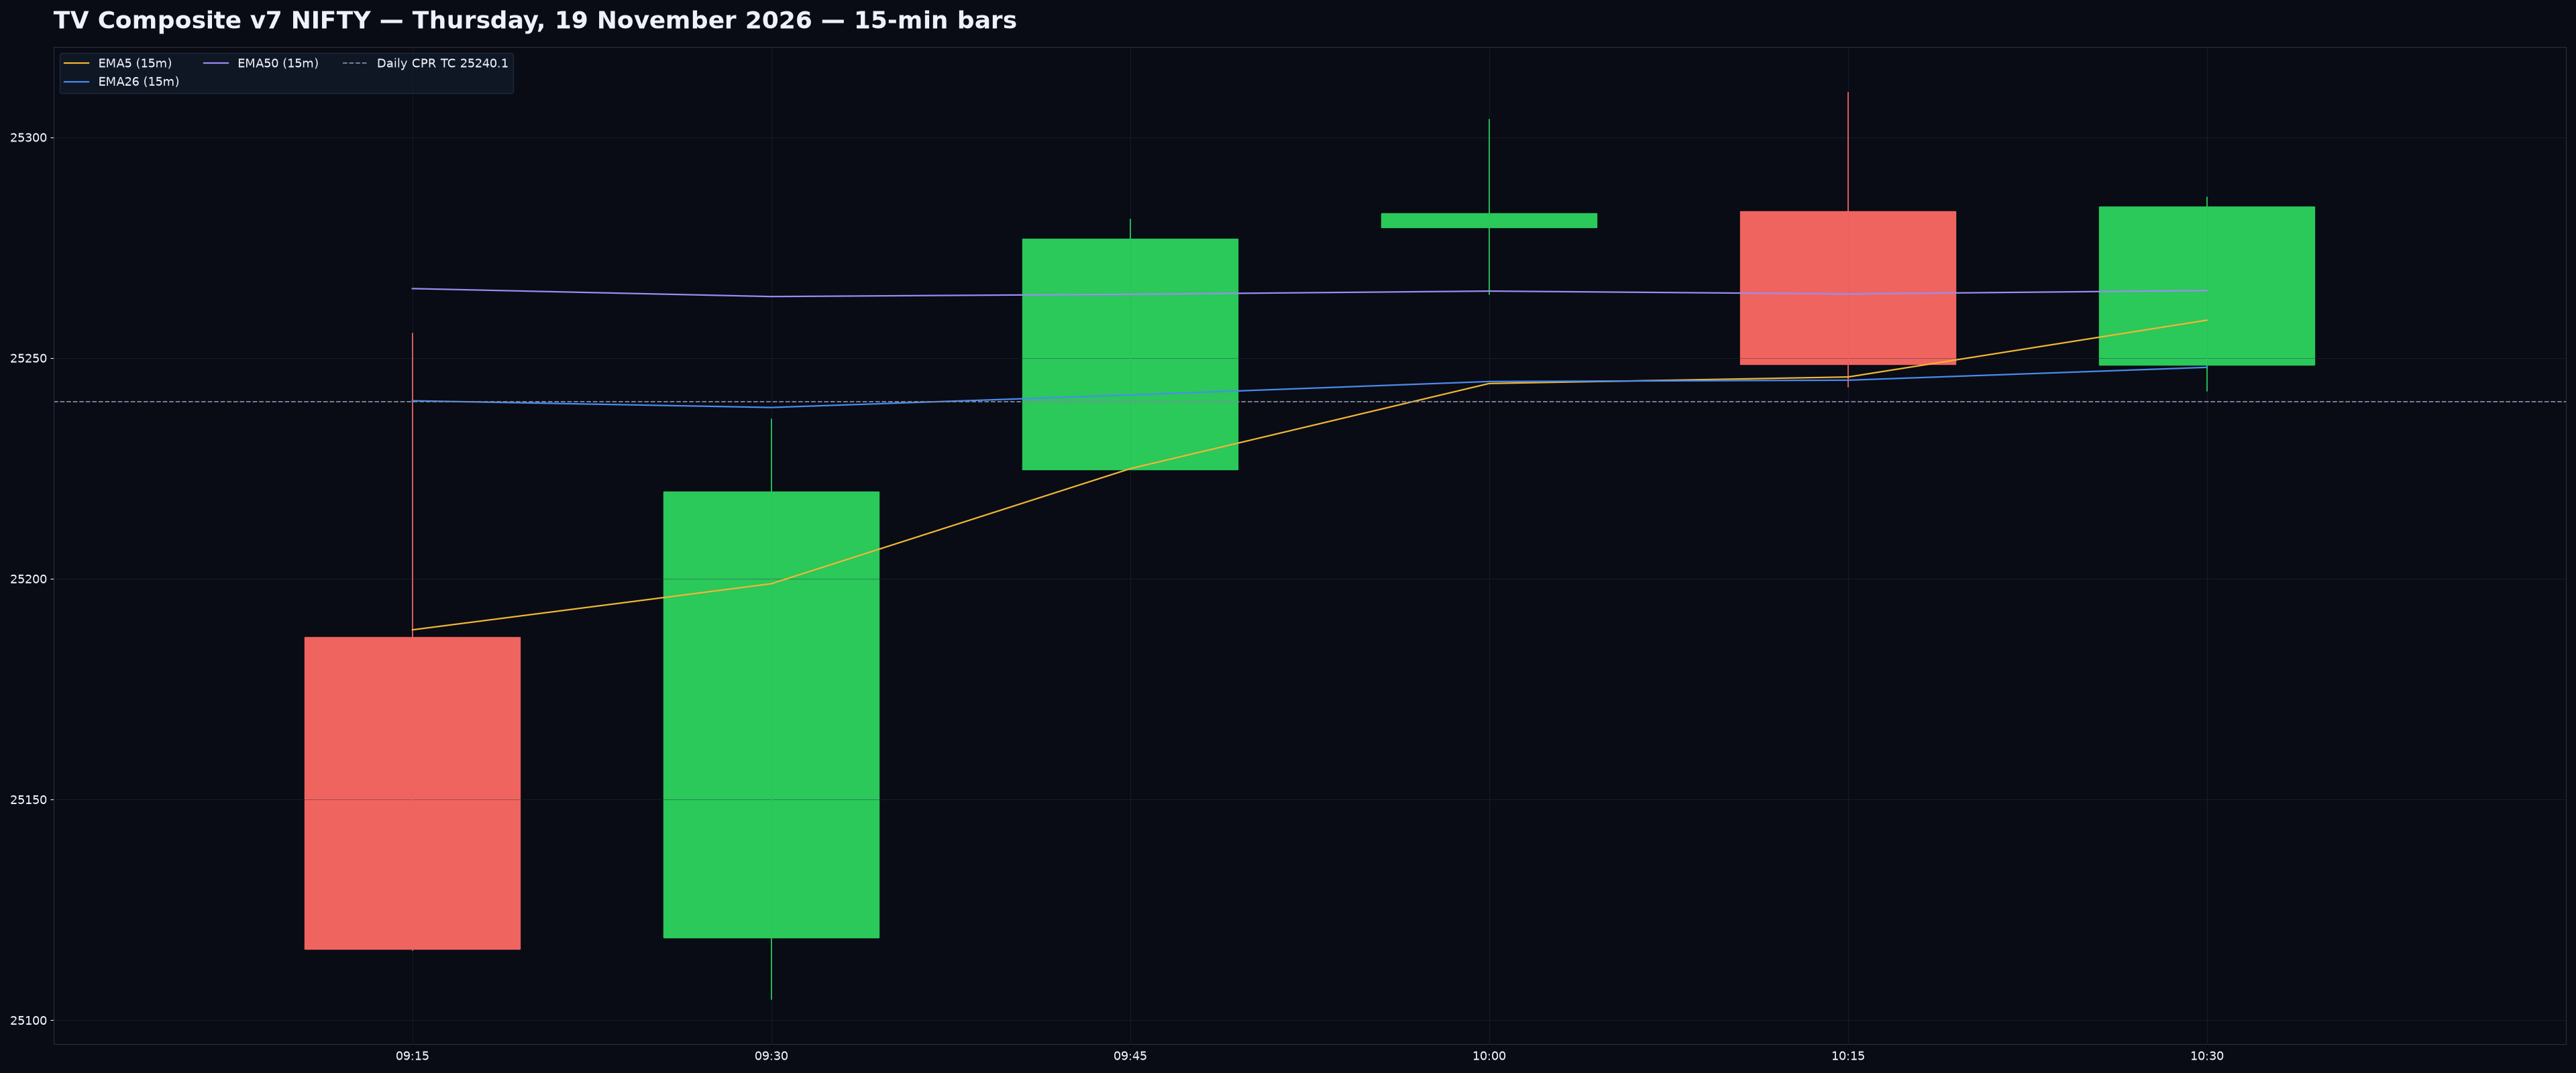 TV Composite v7 NIFTY — Thursday, 19 November 2026 — 15-min bars
EMA5 (15m)
EMA26 (15m)
EMA50 (15m)
Daily CPR TC 25240.1
25300
25250
25200
25150
25100
09:15
09:30
09:45
10:00
10:15
10:30